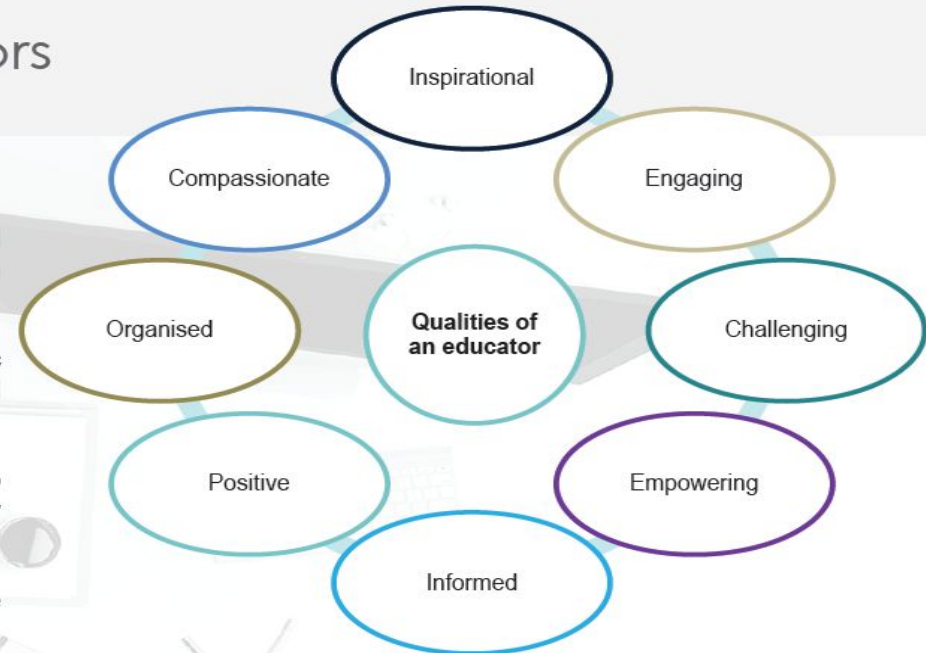 ors
Inspirational
Compassionate
Engaging
Organised
Qualities of
an educator
Challenging
Positive
Empowering
Informed